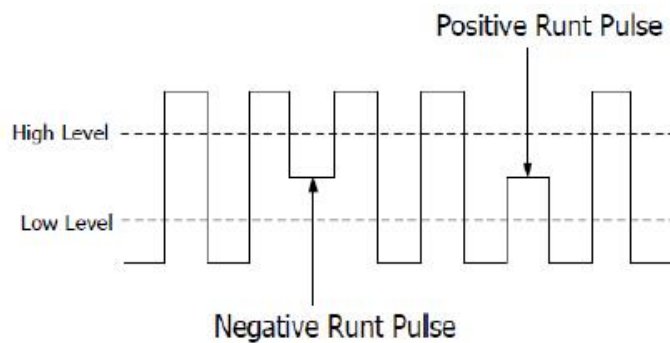 Positive Runt Pulse
High Level
Low Level
Negative Runt Pulse